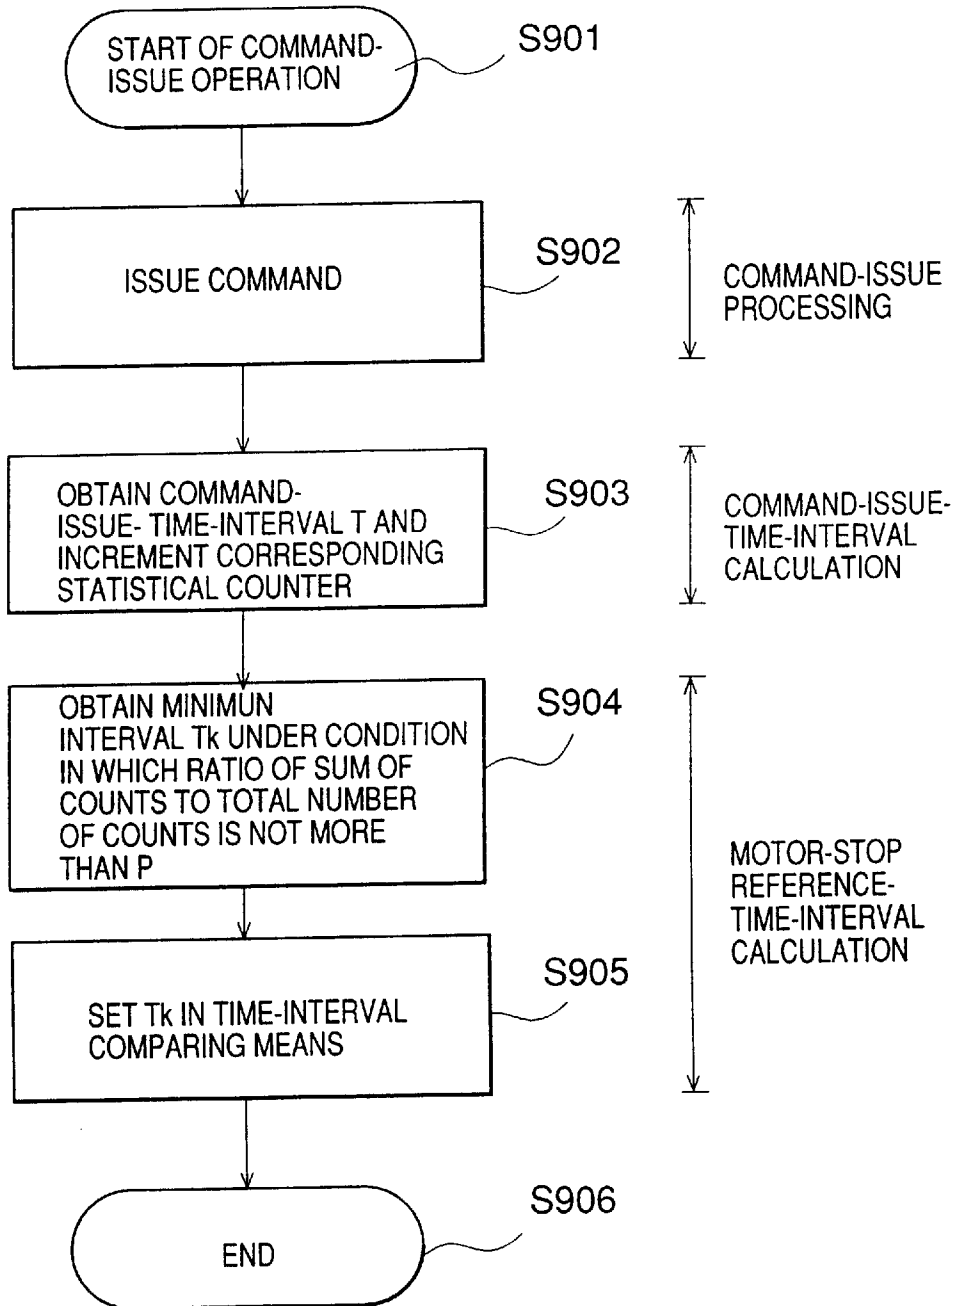 START OF COMMAND-
ISSUE OPERATION
S901
ISSUE COMMAND
S902
COMMAND-ISSUE
PROCESSING
OBTAIN COMMAND-
ISSUE- TIME-INTERVAL T AND
INCREMENT CORRESPONDING
STATISTICAL COUNTER
S903
COMMAND-ISSUE-
TIME-INTERVAL
CALCULATION
OBTAIN MINIMUN
INTERVAL Tk UNDER CONDITION
IN WHICH RATIO OF SUM OF
COUNTS TO TOTAL NUMBER
OF COUNTS IS NOT MORE
THAN P
S904
MOTOR-STOP
REFERENCE-
TIME-INTERVAL
CALCULATION
SET Tk IN TIME-INTERVAL
COMPARING MEANS
S905
END
S906